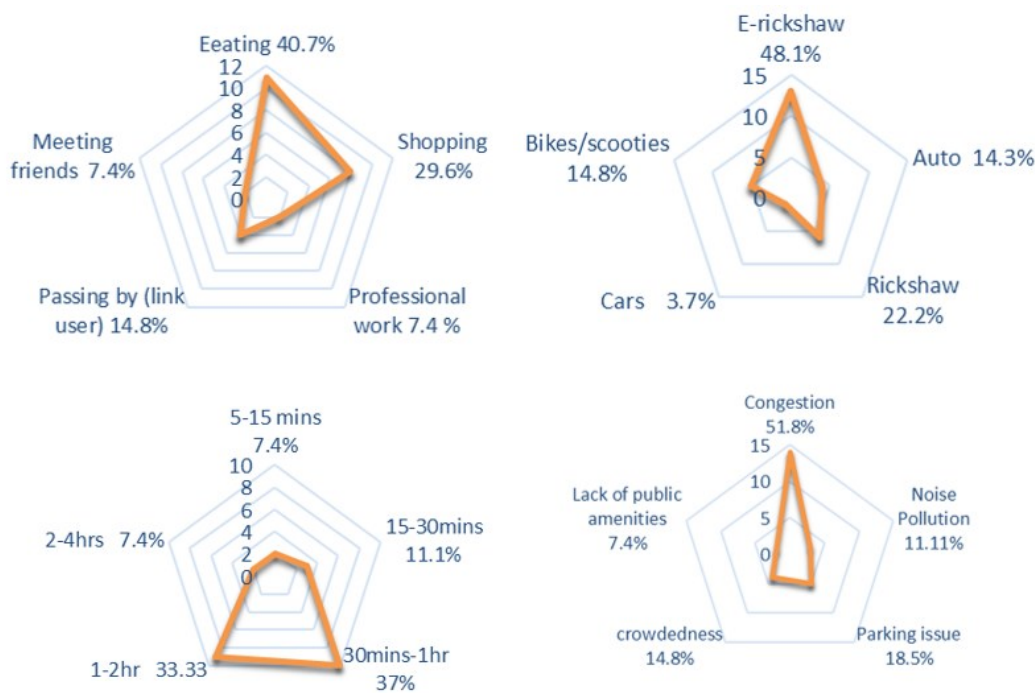 Eeating 40.7%
12
10
8
6
4
2
0
Meeting
friends 7.4%
Shopping
29.6%
Passing by (link
user) 14.8%
Professional
work 7.4 %
E-rickshaw
48.1%
15
10
5
0
Bikes/scooties
14.8%
Auto 14.3%
Cars 3.7%
Rickshaw
22.2%
5-15 mins
7.4%
10
8
6
4
2
0
2-4hrs 7.4%
15-30mins
11.1%
1-2hr 33.33
30mins-1hr
37%
Congestion
51.8%
15
10
5
0
Lack of public
amenities
7.4%
Noise
Pollution
11.11%
crowdedness
14.8%
Parking issue
18.5%